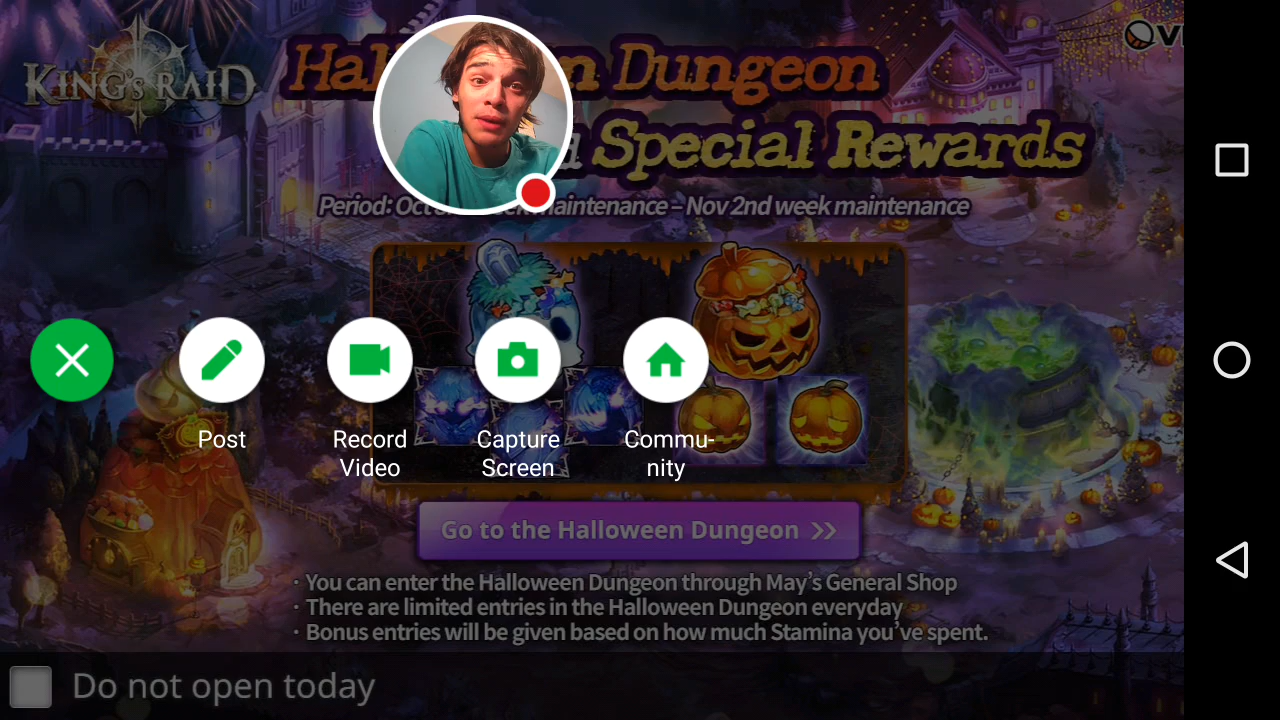 KING's RAID
Dungeon
Special Rewards
Period: Oct
maintenance – Nov 2nd week maintenance
Post
Record
Video
Capture
Screen
Commu-
nity
Go to the Halloween Dungeon >>
· You can enter the Halloween Dungeon through May's General Shop
· There are limited entries in the Halloween Dungeon everyday
· Bonus entries will be given based on how much Stamina you've spent.
Do not open today